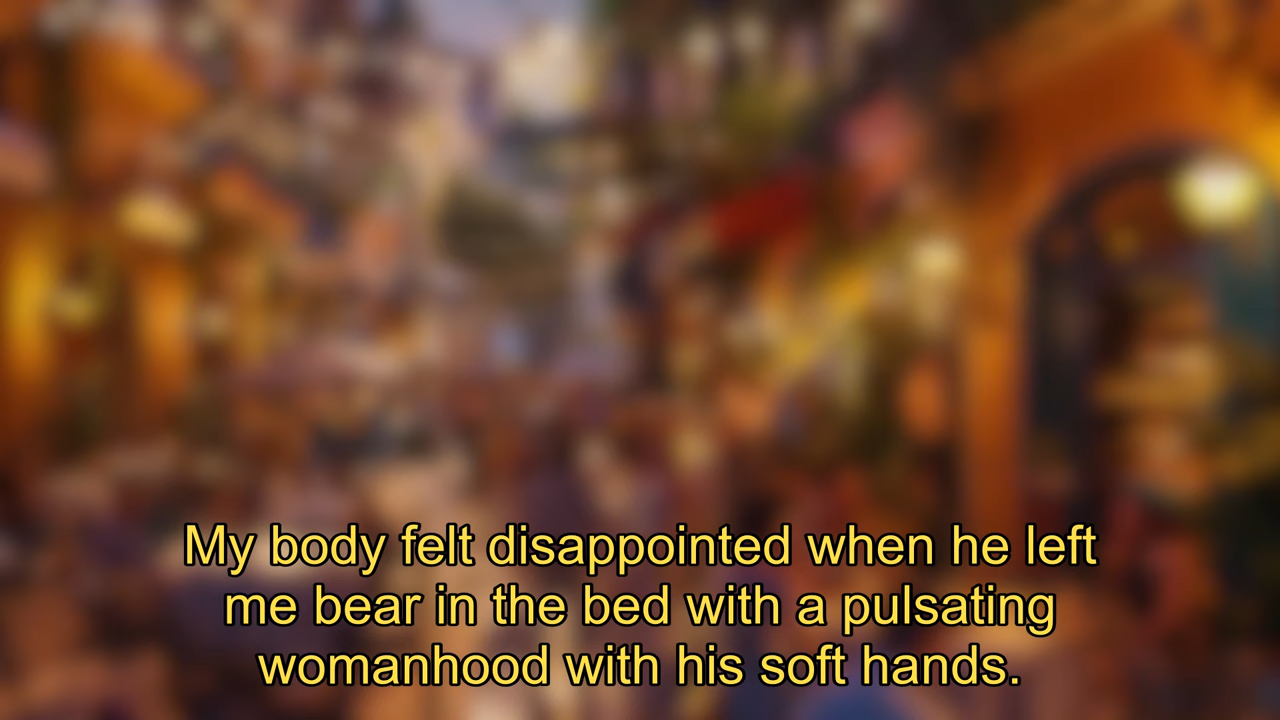 My body felt disappointed when he left
me bear in the bed with a pulsating
womanhood with his soft hands.